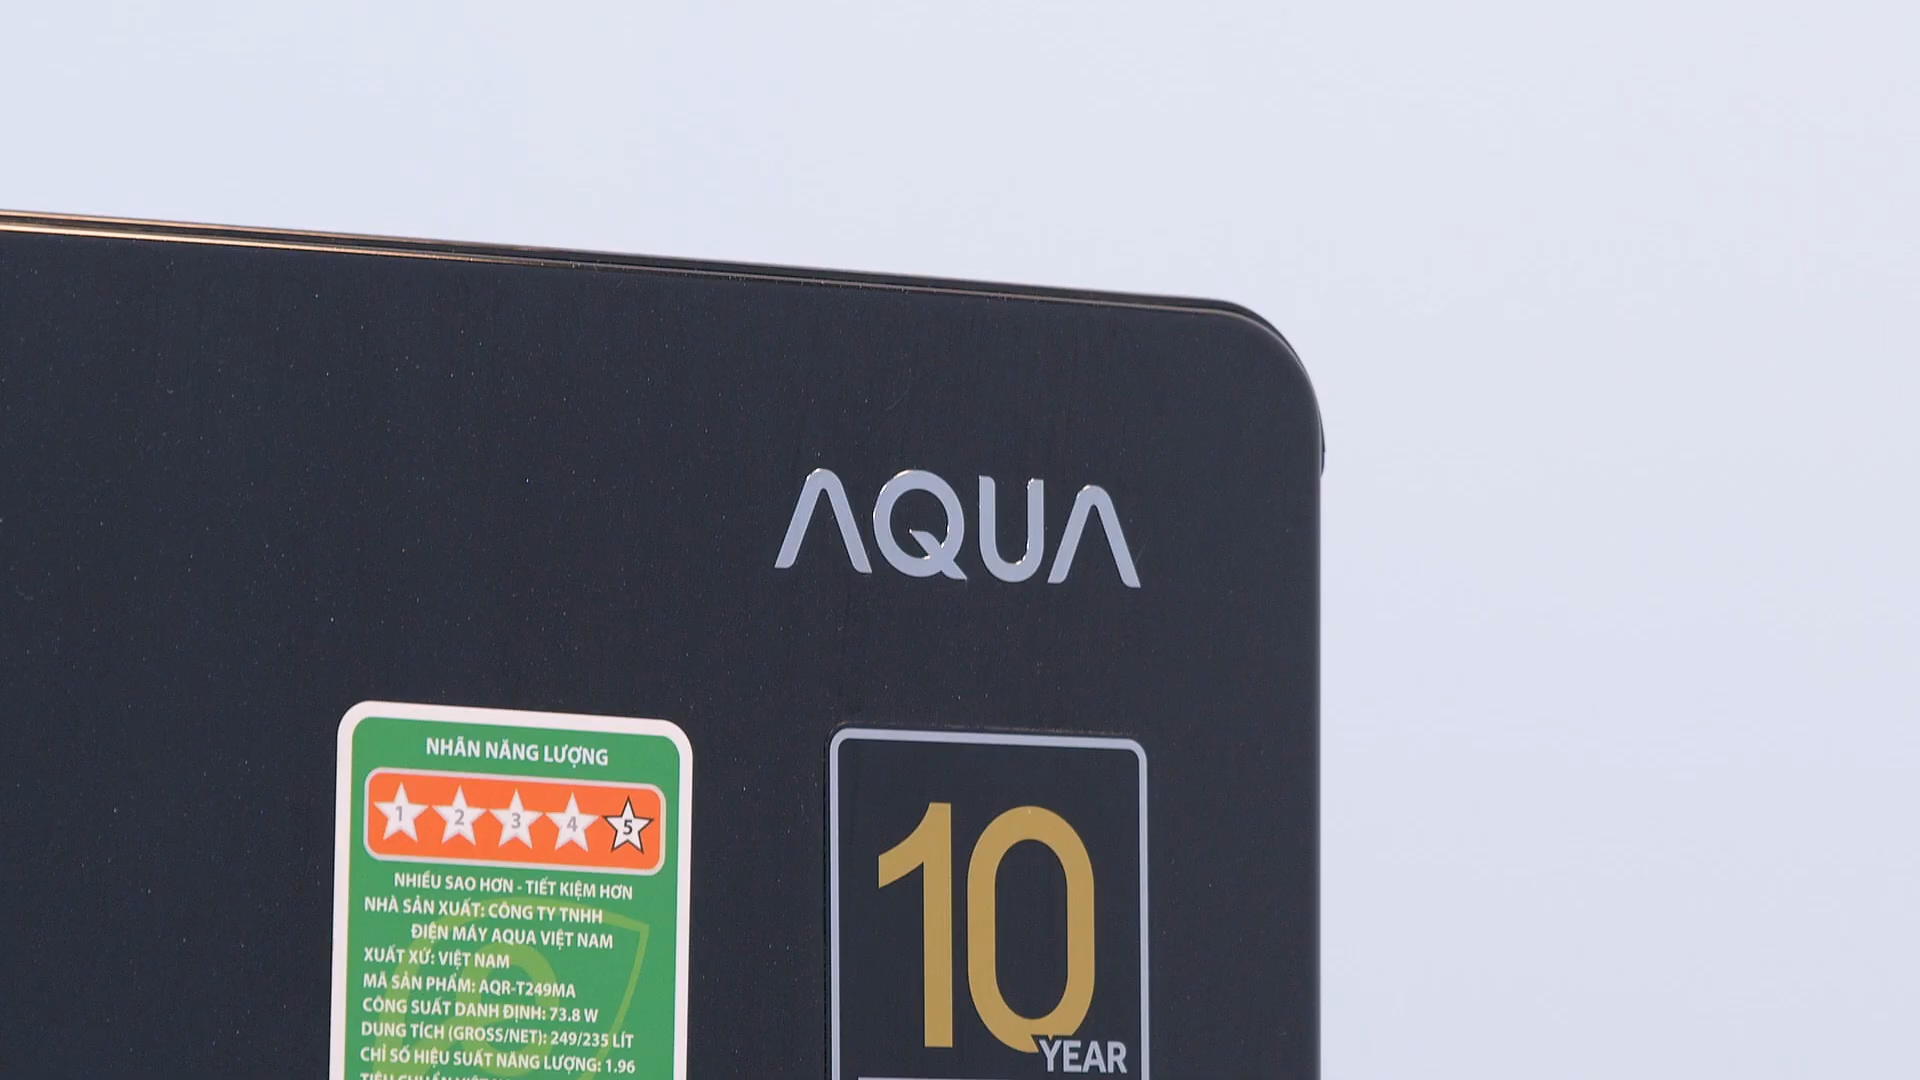 AQUA
NHÃN NĂNG LƯỢNG
1 2 3 4 5
NHIỀU SAO HƠN - TIẾT KIỆM HƠN
NHÀ SẢN XUẤT: CÔNG TY TNHH
ĐIỆN MÁY AQUA VIỆT NAM
XUẤT XỨ: VIỆT NAM
MÃ SẢN PHẨM: AQR-T249MA
CÔNG SUẤT DANH ĐỊNH: 73.8 W
DUNG TÍCH (GROSS/NET): 249/235 LÍT
CHỈ SỐ HIỆU SUẤT NĂNG LƯỢNG: 1.96
10
YEAR